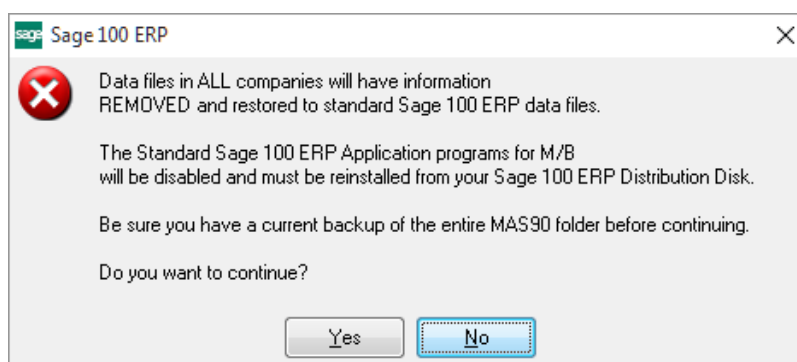 sage Sage 100 ERP
Data files in ALL companies will have information
REMOVED and restored to standard Sage 100 ERP data files.
The Standard Sage 100 ERP Application programs for M/B
will be disabled and must be reinstalled from your Sage 100 ERP Distribution Disk.
Be sure you have a current backup of the entire MAS90 folder before continuing.
Do you want to continue?
Yes No